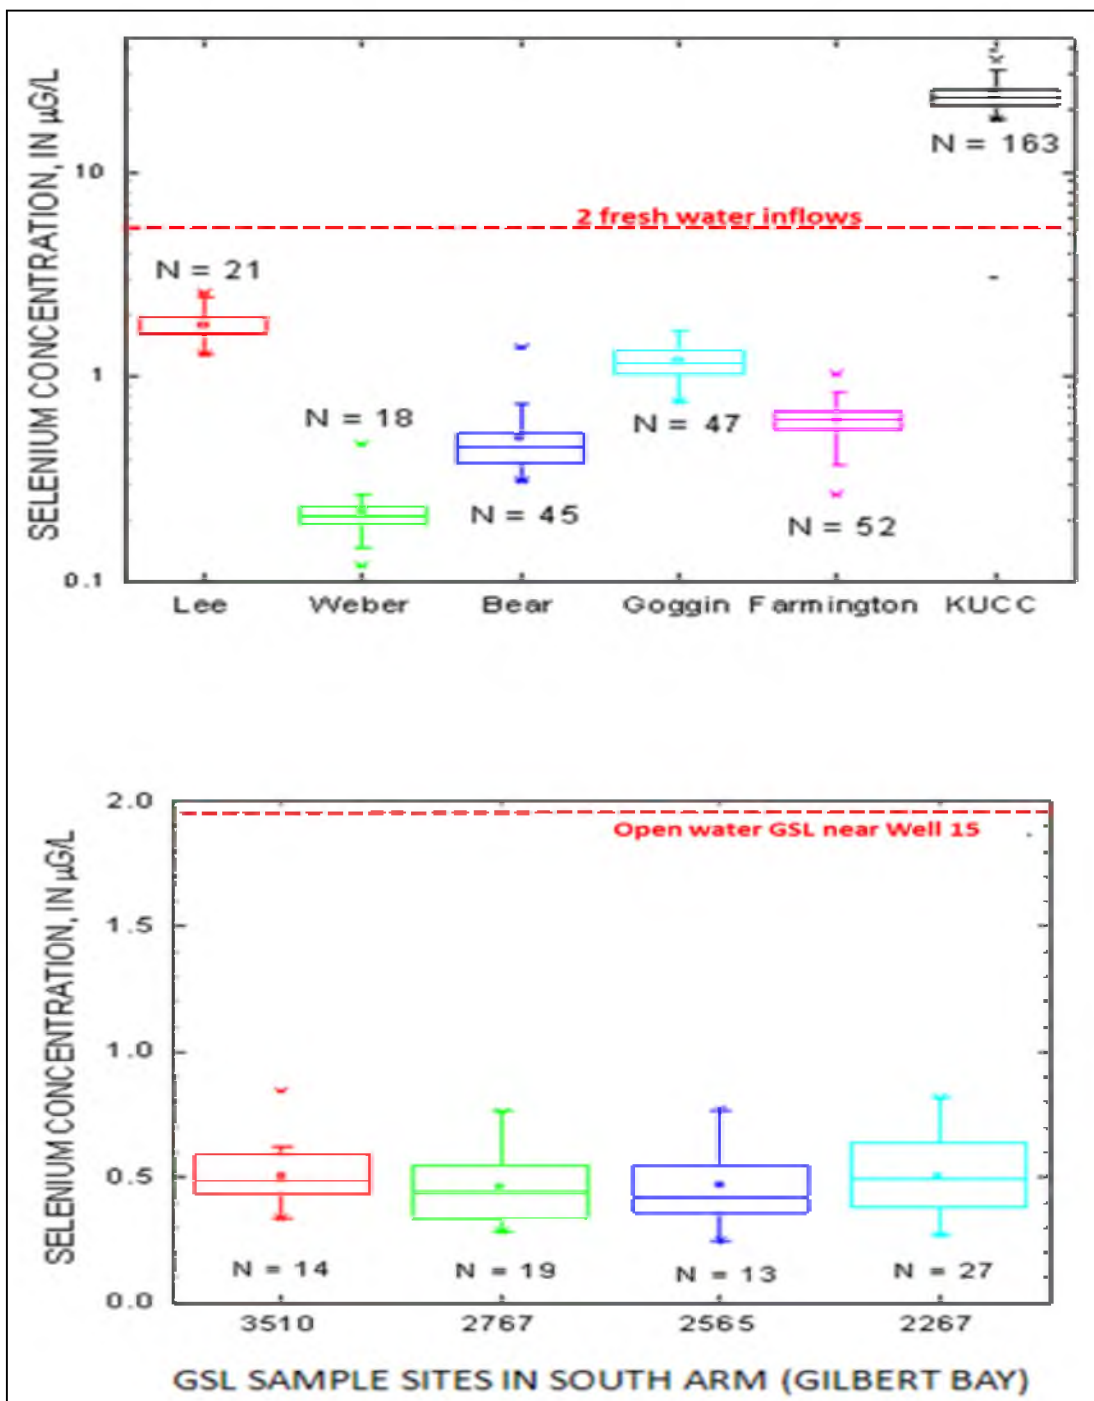 SELENIUM CONCENTRATION, IN µG/L
10
1
0.1
2 fresh water inflows
N = 163
N = 21
N = 18
N = 45
N = 47
N = 52
Lee Weber Bear Goggin Farmington KUCC
SELENIUM CONCENTRATION, IN µG/L
2.0
1.5
1.0
0.5
0.0
Open water GSL near Well 15
N = 14 N = 19 N = 13 N = 27
3510 2767 2565 2267
GSL SAMPLE SITES IN SOUTH ARM (GILBERT BAY)